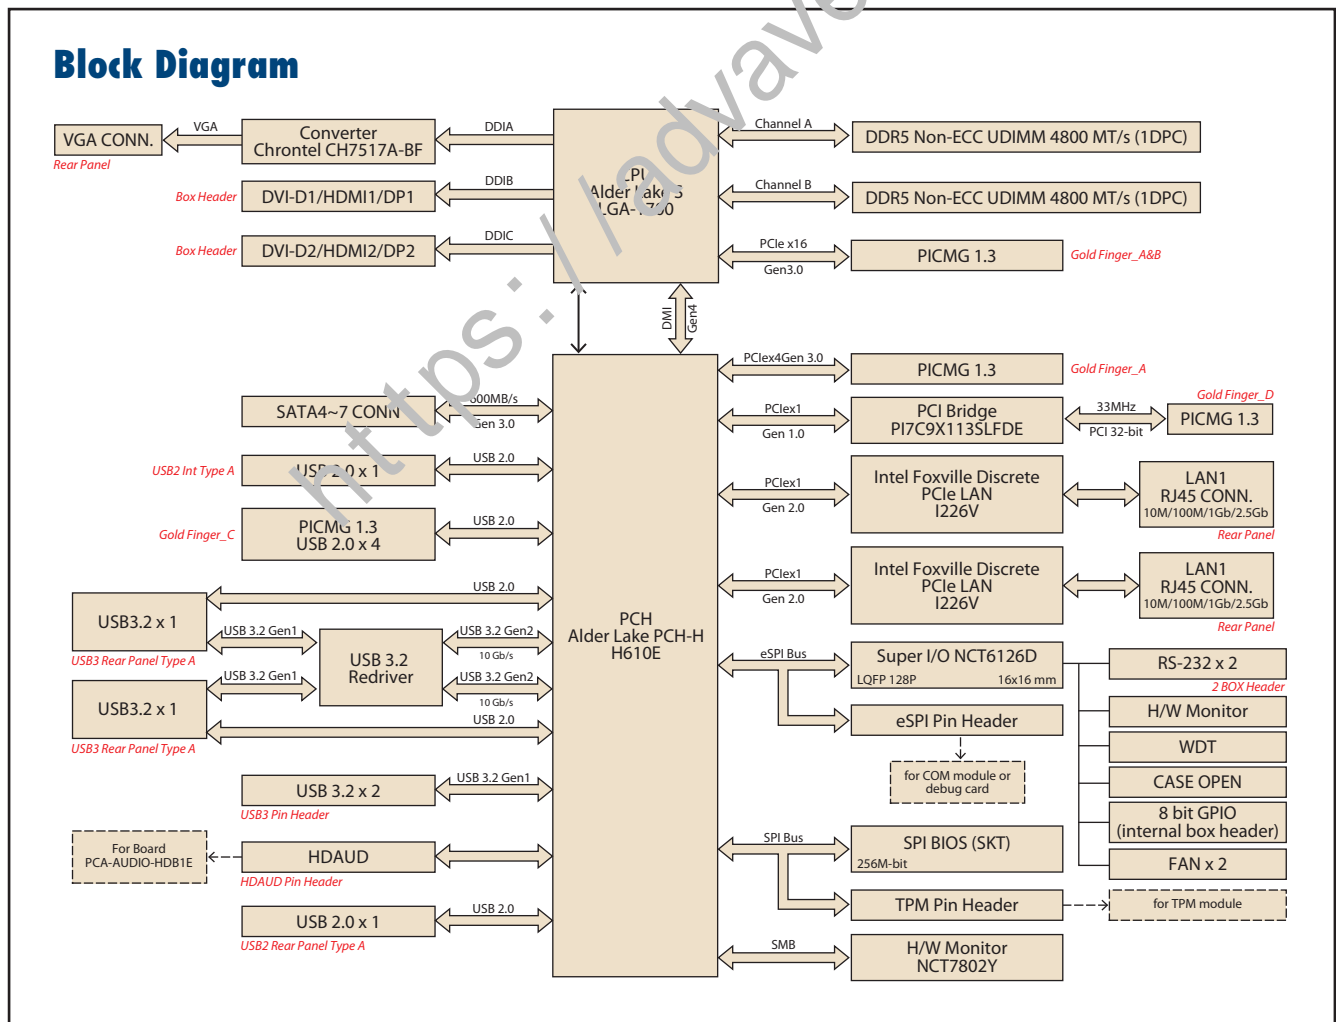 Block Diagram
https://advave
VGA CONN.
Rear Panel
VGA
Converter
Chrontel CH7517A-BF
DDIA
Box Header
DVI-D1/HDMI1/DP1
DDIB
Box Header
DVI-D2/HDMI2/DP2
DDIC
Alder Lake S
Channel A
DDR5 Non-ECC UDIMM 4800 MT/s (1DPC)
Channel B
DDR5 Non-ECC UDIMM 4800 MT/s (1DPC)
PCIe x16
Gen3.0
PICMG 1.3
Gold Finger_A&B
DMI
Gen4
SATA4~7 CONN
600MB/s
Gen 3.0
USB2 Int Type A
USB 2.0 x 1
USB 2.0
Gold Finger_C
PICMG 1.3
USB 2.0 x 4
USB 2.0
USB3.2 x 1
USB3 Rear Panel Type A
USB 2.0
USB 3.2 Gen1
USB 3.2
Redriver
USB 3.2 Gen2
10 Gb/s
USB 3.2 Gen1
USB 3.2 Gen2
10 Gb/s
USB3.2 x 1
USB3 Rear Panel Type A
USB 2.0
USB 3.2 x 2
USB3 Pin Header
USB 3.2 Gen1
For Board
PCA-AUDIO-HDB1E
HDAUD
HDAUD Pin Header
USB 2.0 x 1
USB2 Rear Panel Type A
USB 2.0
PCH
Alder Lake PCH-H
H610E
PCIex4Gen 3.0
PICMG 1.3
Gold Finger_A
PCIex1
Gen 1.0
PCI Bridge
PI7C9X113SLFDE
33MHz
PCI 32-bit
Gold Finger_D
PICMG 1.3
PCIex1
Gen 2.0
Intel Foxville Discrete
PCIe LAN
I226V
LAN1
RJ45 CONN.
10M/100M/1Gb/2.5Gb
Rear Panel
PCIex1
Gen 2.0
Intel Foxville Discrete
PCIe LAN
I226V
LAN1
RJ45 CONN.
10M/100M/1Gb/2.5Gb
Rear Panel
eSPI Bus
Super I/O NCT6126D
LQFP 128P 16x16 mm
eSPI Pin Header
for COM module or
debug card
RS-232 x 2
2 BOX Header
H/W Monitor
WDT
CASE OPEN
8 bit GPIO
(internal box header)
FAN x 2
SPI Bus
SPI BIOS (SKT)
256M-bit
TPM Pin Header
for TPM module
SMB
H/W Monitor
NCT7802Y